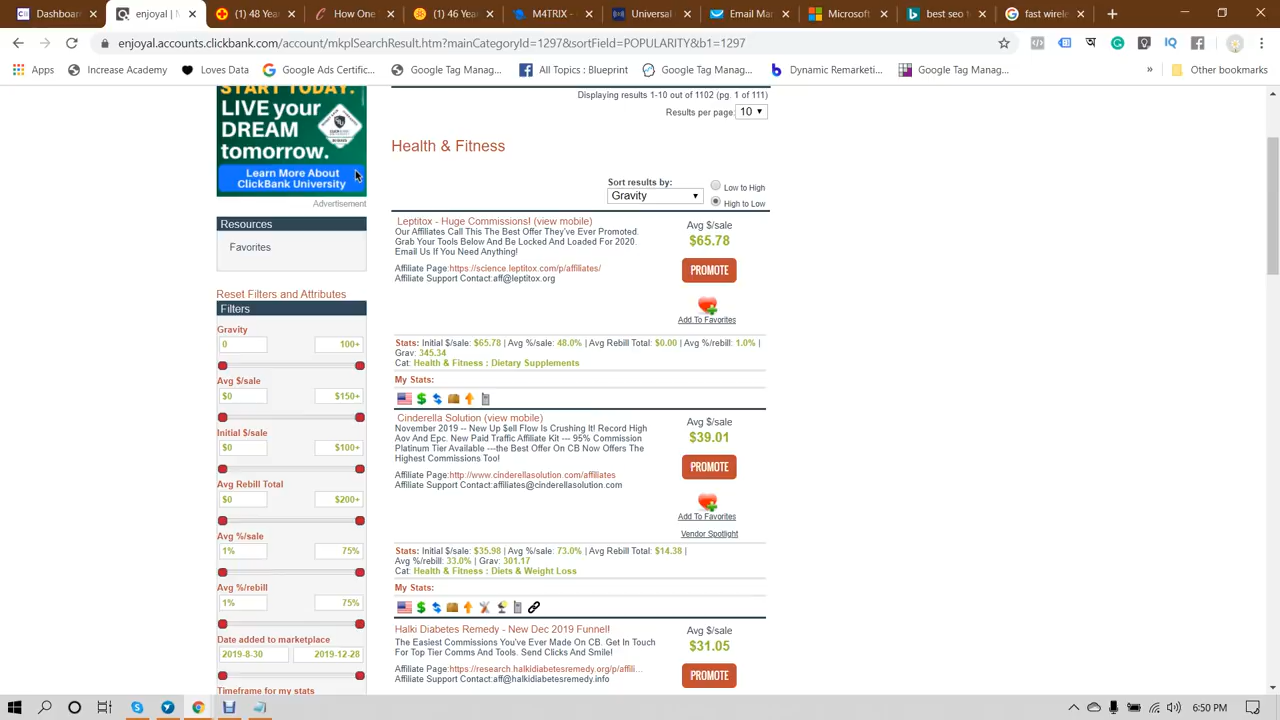 enjoyal |
Microsoft
best seo to
gravity
enjoyal.accounts.clickbank.com/account/mkplSearchResult.htm?mainCategoryId=1297&sortField=POPULARITY&b1=1297
Apps
Increase Academy
Loves Data
Google Ads Certific...
Google Tag Manag...
All Topics : Blueprint
Google Tag Manag...
Dynamic Remarketi...
Google Tag Manag...
»
Other bookmarks
START TODAY.
LIVE your
DREAM
tomorrow.
Learn More About
ClickBank University
Advertisement
Resources
Favorites
Reset Filters and Attributes
Filters
Gravity
0 100+
Avg $/sale
$0 $150+
Initial $/sale
$0 $100+
Avg Rebill Total
$0 $200+
Avg %/sale
1% 75%
Avg %/rebill
1% 75%
Date added to marketplace
2019-8-30 2019-12-28
Timeframe for my stats
Displaying results 1-10 out of 1102 (pg. 1 of 111)
Results per page: 10
Health & Fitness
Sort results by:
Gravity
Low to High
High to Low
Leptitox - Huge Commissions! (view mobile)
Our Affiliates Call This The Best Offer They've Ever Promoted.
Grab Your Tools Below And Be Locked And Loaded For 2020.
Email Us If You Need Anything!
Affiliate Page:https://science.leptitox.com/p/affiliates/
Affiliate Support Contact:aff@leptitox.org
Avg $/sale
$65.78
PROMOTE
Add To Favorites
Stats: Initial $/sale: $65.78 | Avg %/sale: 48.0% | Avg Rebill Total: $0.00 | Avg %/rebill: 1.0% |
Grav: 345.34
Cat: Health & Fitness : Dietary Supplements
My Stats:
Cinderella Solution (view mobile)
November 2019 -- New Up $ell Flow Is Crushing It! Record High
Aov And Epc. New Paid Traffic Affiliate Kit --- 95% Commission
Platinum Tier Available ---the Best Offer On CB Now Offers The
Highest Commissions Too!
Affiliate Page:http://www.cinderellasolution.com/affiliates
Affiliate Support Contact:affiliates@cinderellasolution.com
Avg $/sale
$39.01
PROMOTE
Add To Favorites
Vendor Spotlight
Stats: Initial $/sale: $35.98 | Avg %/sale: 73.0% | Avg Rebill Total: $14.38 |
Avg %/rebill: 33.0% | Grav: 301.17
Cat: Health & Fitness : Diets & Weight Loss
My Stats:
Halki Diabetes Remedy - New Dec 2019 Funnel!
The Easiest Commissions You've Ever Made On CB. Get In Touch
For Top Tier Comms And Tools. Send Clicks And Smile!
Affiliate Page:https://research.halkidiabetesremedy.org/p/affili...
Affiliate Support Contact:aff@halkidiabetesremedy.info
Avg $/sale
$31.05
PROMOTE
6:50 PM